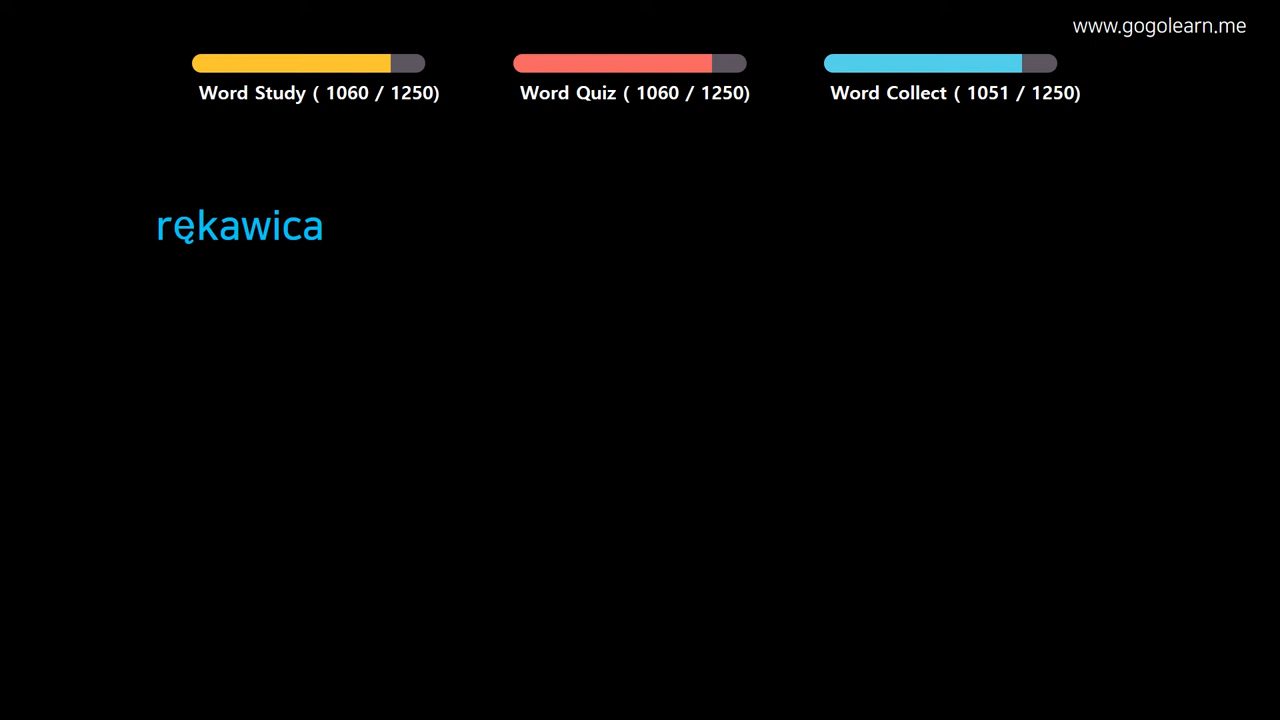 www.gogolearn.me
Word Study ( 1060 / 1250)
Word Quiz ( 1060 / 1250)
Word Collect ( 1051 / 1250)
rękawica